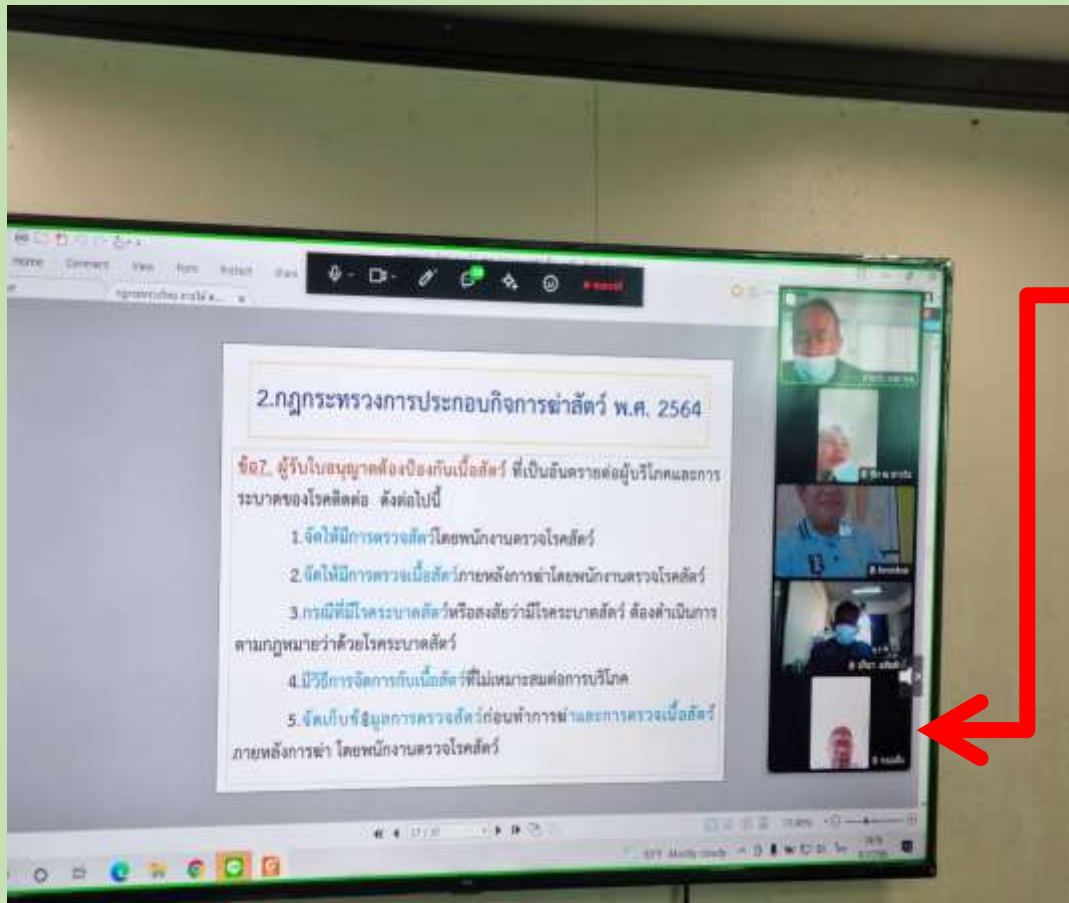 Home Comment View Form Protect Share
2.กฎกระทรวงการประกอบกิจการฆ่าสัตว์ พ.ศ. 2564
ข้อ7. ผู้รับใบอนุญาตต้องป้องกันเนื้อสัตว์ ที่เป็นอันตรายต่อผู้บริโภคและการ
ระบาดของโรคติดต่อ ดังต่อไปนี้
1.จัดให้มีการตรวจสัตว์โดยพนักงานตรวจโรคสัตว์
2.จัดให้มีการตรวจเนื้อสัตว์ภายหลังการฆ่าโดยพนักงานตรวจโรคสัตว์
3.กรณีที่มีโรคระบาดสัตว์หรือสงสัยว่ามีโรคระบาดสัตว์ ต้องดำเนินการ
ตามกฎหมายว่าด้วยโรคระบาดสัตว์
4.มีวิธีการจัดการกับเนื้อสัตว์ที่ไม่เหมาะสมต่อการบริโภค
5.จัดเก็บข้อมูลการตรวจสัตว์ก่อนทำการฆ่าและการตรวจเนื้อสัตว์
ภายหลังการฆ่า โดยพนักงานตรวจโรคสัตว์
Mostly cloudy